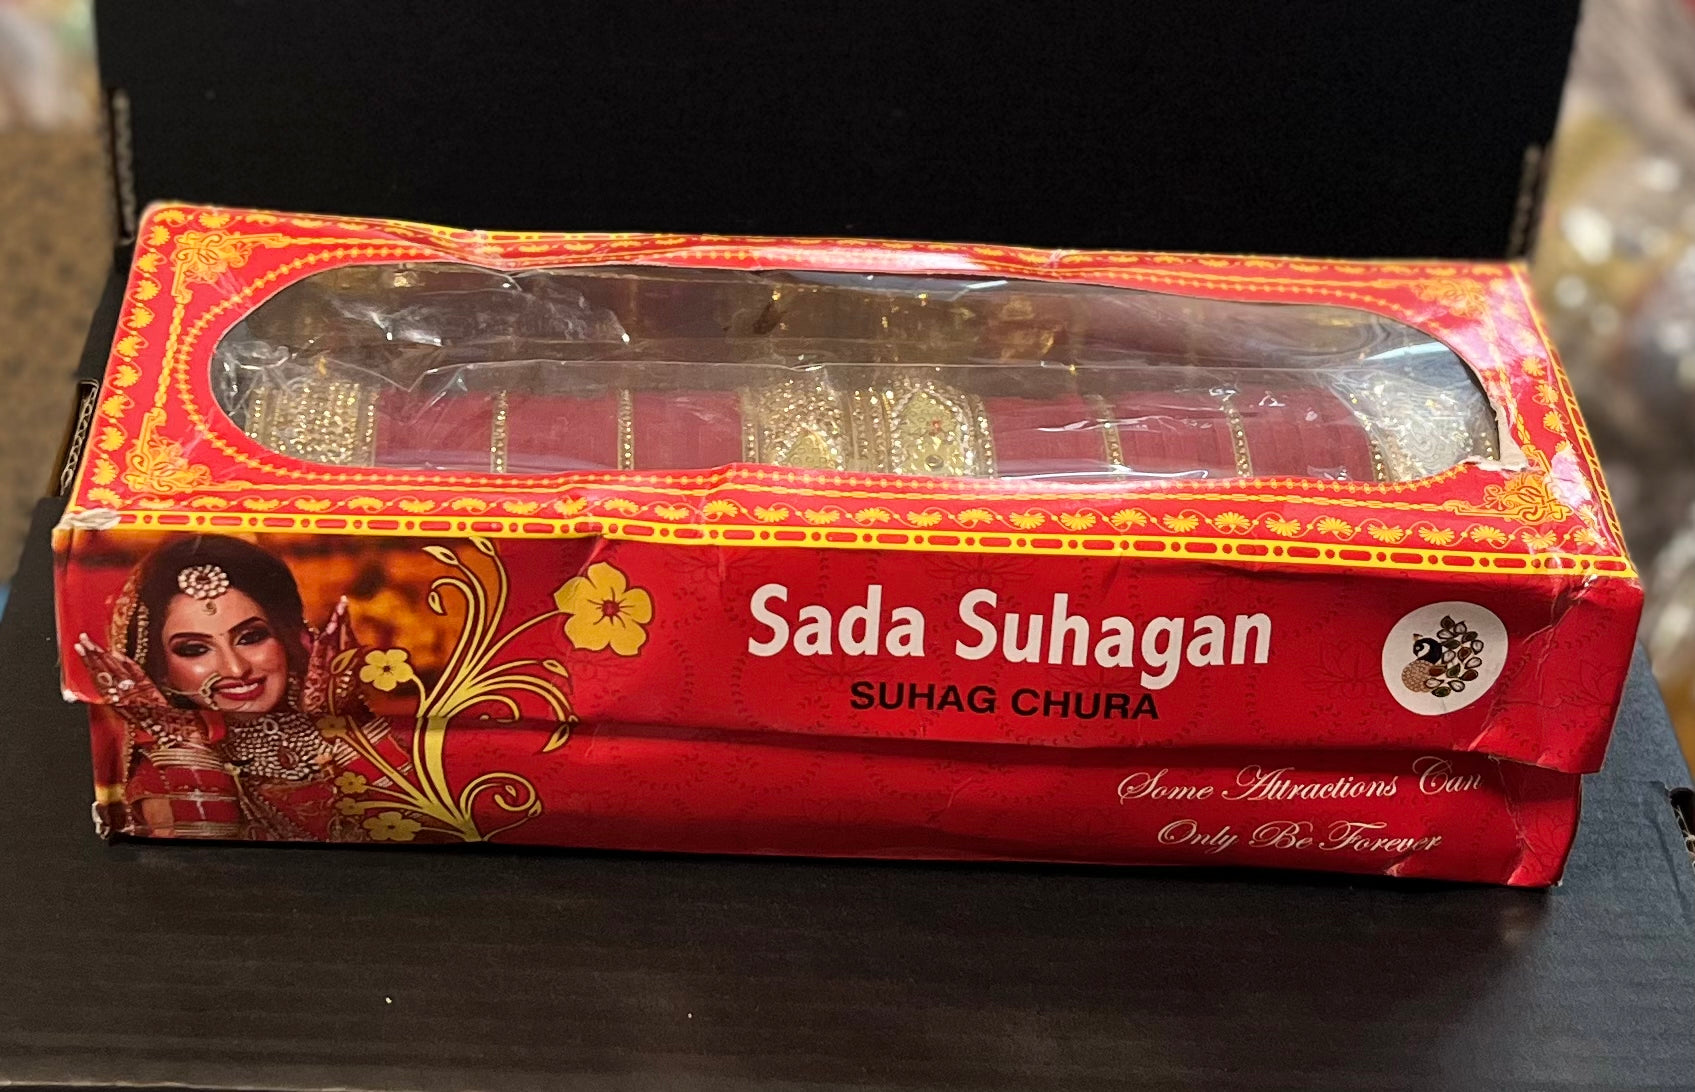 Sada Suhagan
SUHAG CHURA
Some Attractions Can
Only Be Forever